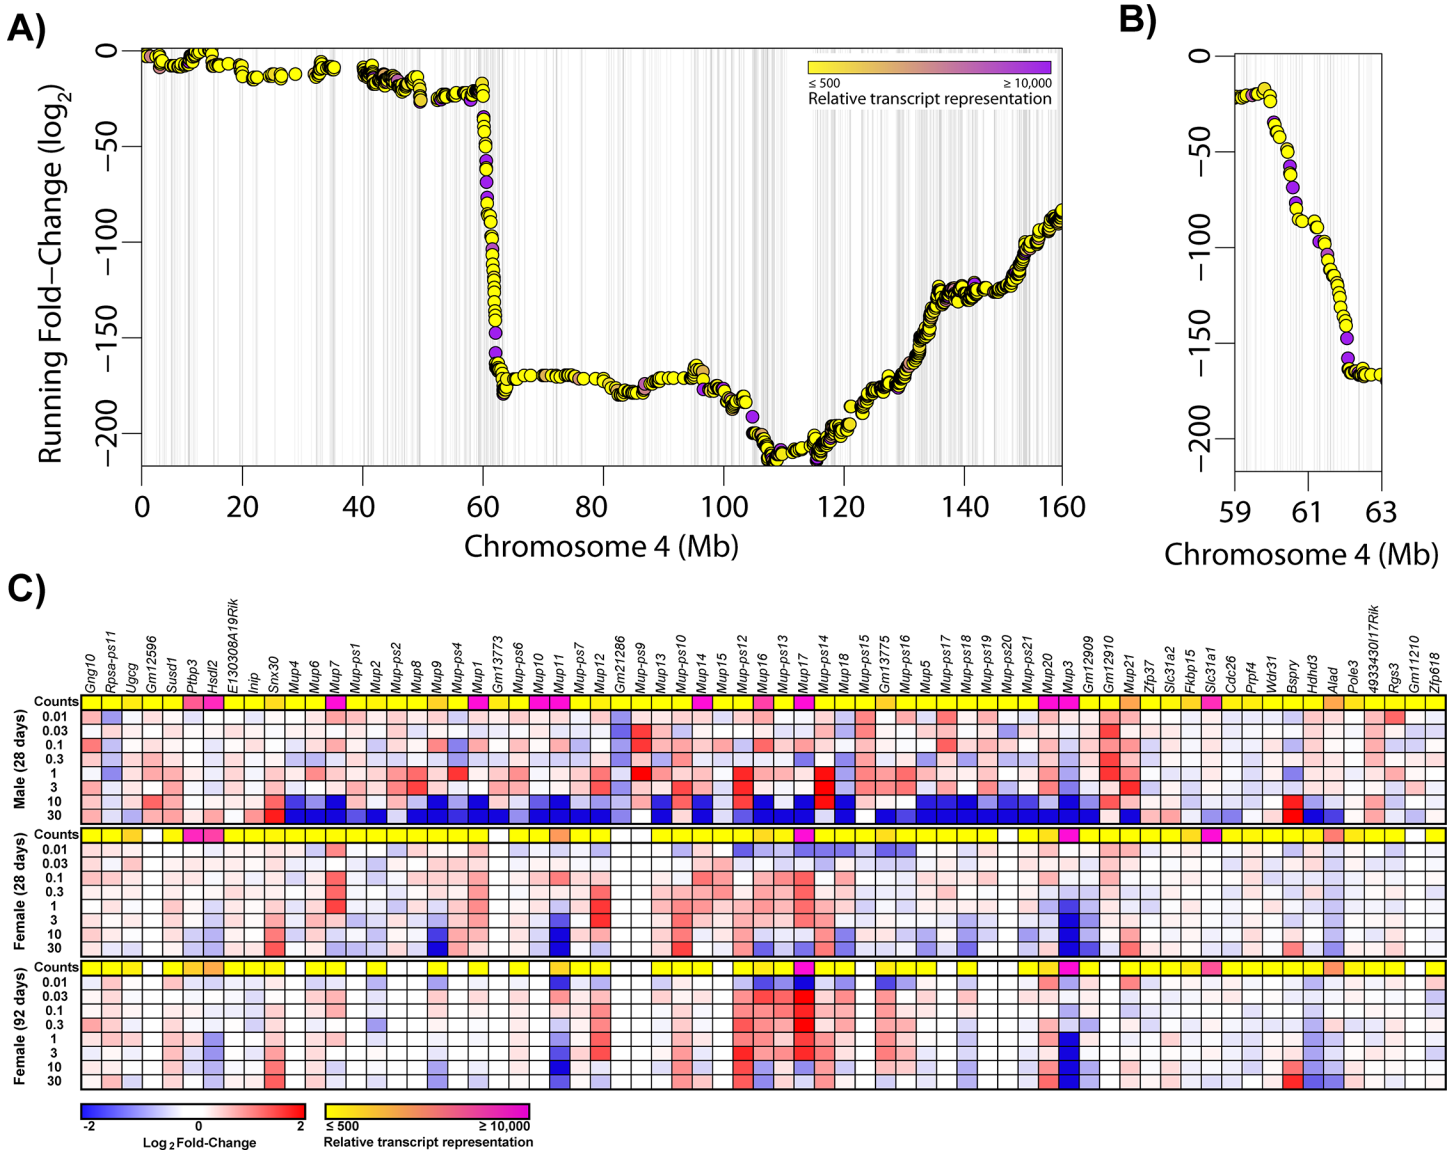 A)
B)
0
−50
−100
−150
−200
Running Fold−Change (log2)
≤ 500 ≥ 10,000
Relative transcript representation
0 20 40 60 80 100 120 140 160
Chromosome 4 (Mb)
0
−50
−100
−150
−200
59 61 63
Chromosome 4 (Mb)
C)
Gng10 Rpsa-ps11 Ugcg Gm12596 Susd1 Ptbp3 Hsdl2 E130308A19Rik Inip Snx30 Mup4 Mup6 Mup7 Mup-ps1 Mup2 Mup-ps2 Mup8 Mup9 Mup-ps4 Mup1 Gm13773 Mup-ps6 Mup10 Mup11 Mup-ps7 Mup12 Gm21286 Mup-ps9 Mup13 Mup-ps10 Mup14 Mup15 Mup-ps12 Mup16 Mup-ps13 Mup17 Mup-ps14 Mup18 Mup-ps15 Gm13775 Mup-ps16 Mup5 Mup-ps17 Mup-ps18 Mup-ps19 Mup-ps20 Mup-ps21 Mup20 Mup3 Gm12909 Gm12910 Mup21 Zfp37 Slc31a2 Fkbp15 Slc31a1 Cdc26 Prpf4 Wdr31 Bspry Hdhd3 Alad Pole3 4933430I17Rik Rgs3 Gm11210 Zfp618
Male (28 days)
Counts
0.01
0.03
0.1
0.3
1
3
10
30
Female (28 days)
Counts
0.01
0.03
0.1
0.3
1
3
10
30
Female (92 days)
Counts
0.01
0.03
0.1
0.3
1
3
10
30
-2 0 2
Log2 Fold-Change
≤ 500 ≥ 10,000
Relative transcript representation